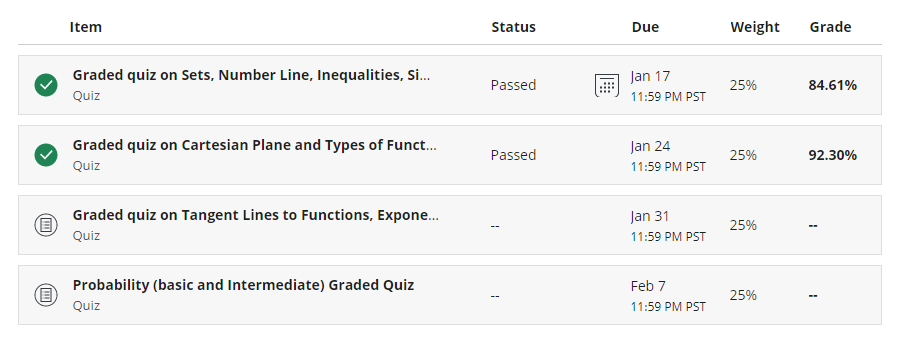 Item Status Due Weight Grade
Graded quiz on Sets, Number Line, Inequalities, Si...
Quiz
Passed
Jan 17
11:59 PM PST
25%
84.61%
Graded quiz on Cartesian Plane and Types of Funct...
Quiz
Passed
Jan 24
11:59 PM PST
25%
92.30%
Graded quiz on Tangent Lines to Functions, Expone...
Quiz
--
Jan 31
11:59 PM PST
25%
--
Probability (basic and Intermediate) Graded Quiz
Quiz
--
Feb 7
11:59 PM PST
25%
--